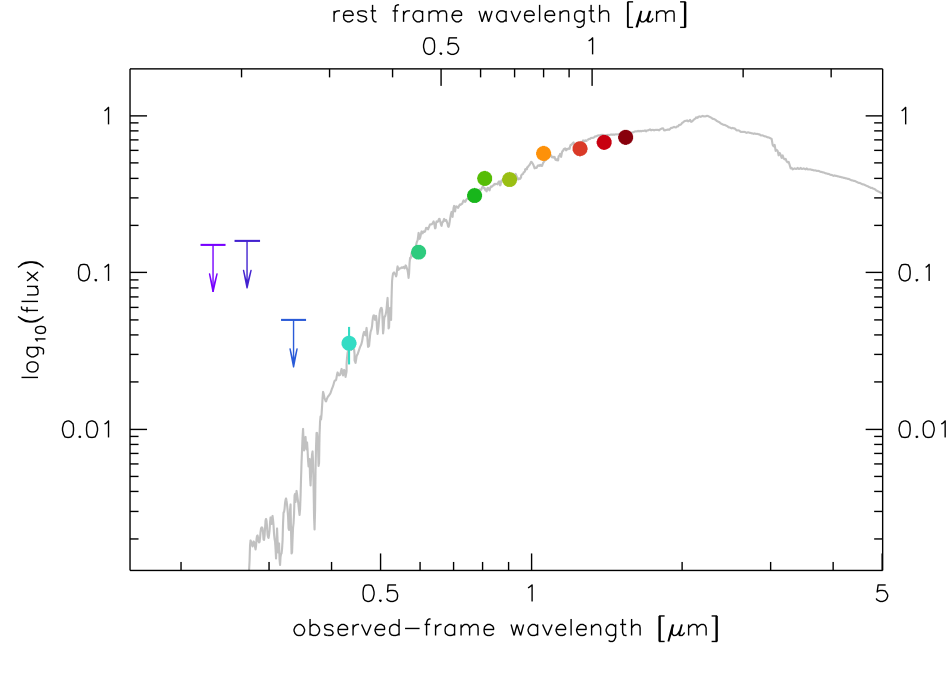 rest frame wavelength [μm]
0.5 1
1 1
0.1 0.1
log10(flux)
0.01 0.01
0.5 1 5
observed-frame wavelength [μm]